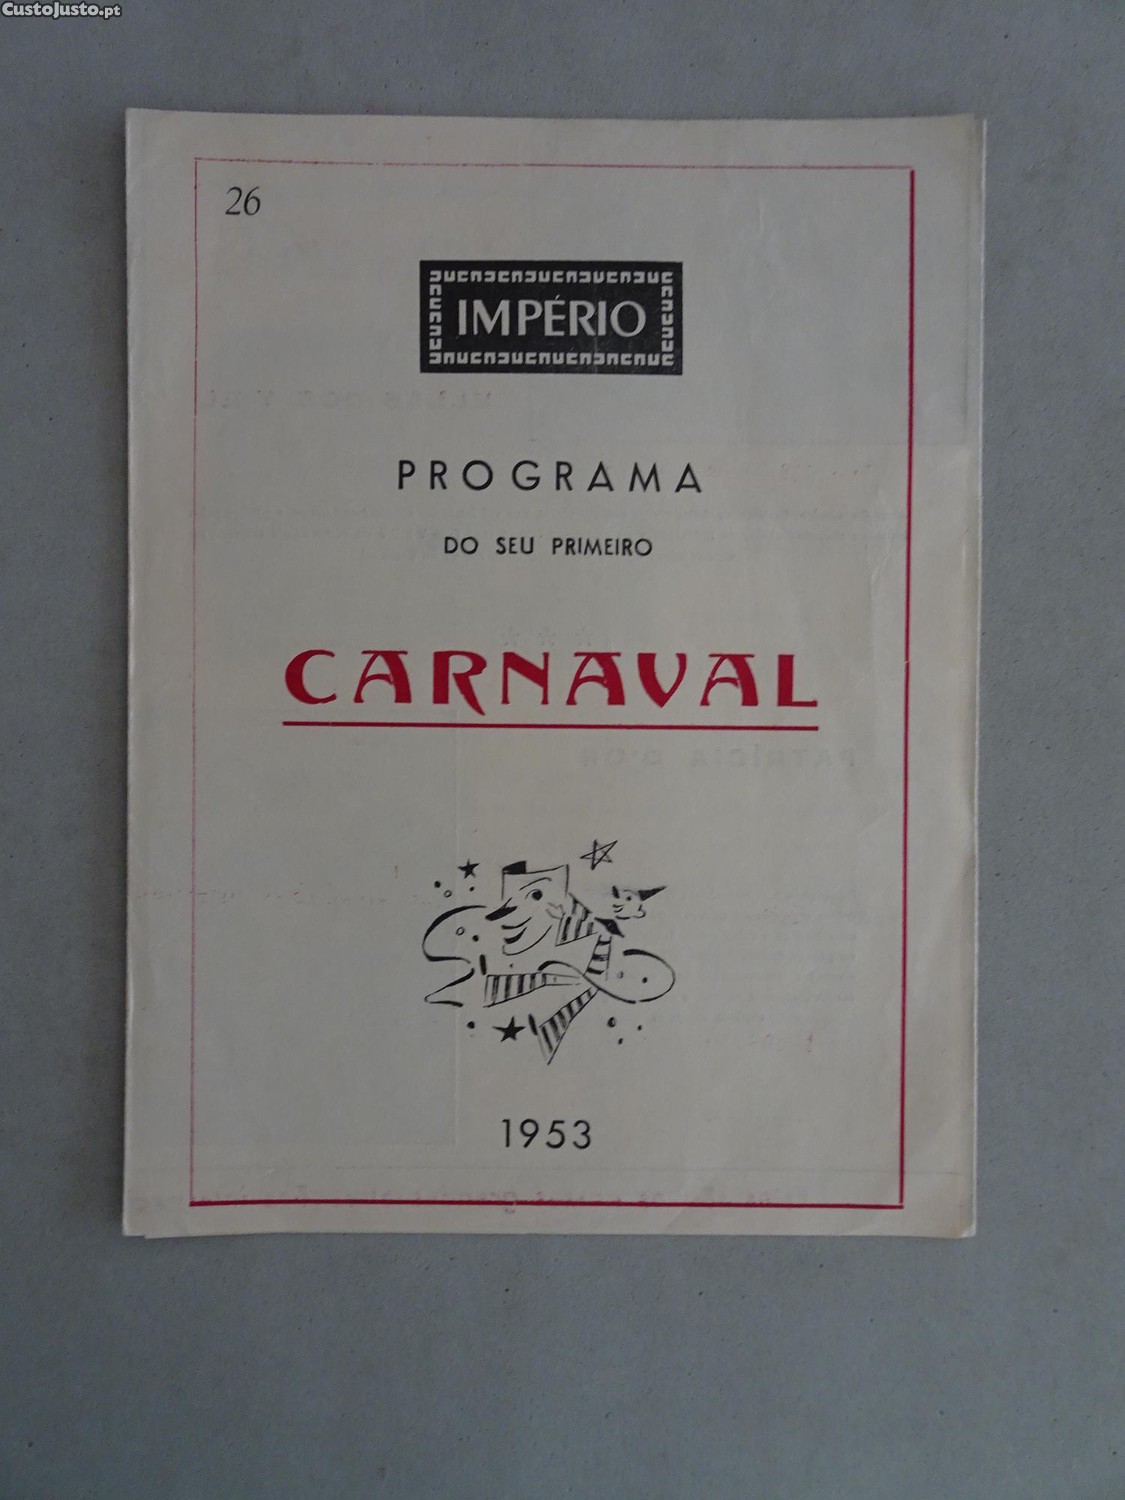 CustoJusto.pt
26
IMPÉRIO
PROGRAMA
DO SEU PRIMEIRO
CARNAVAL
1953